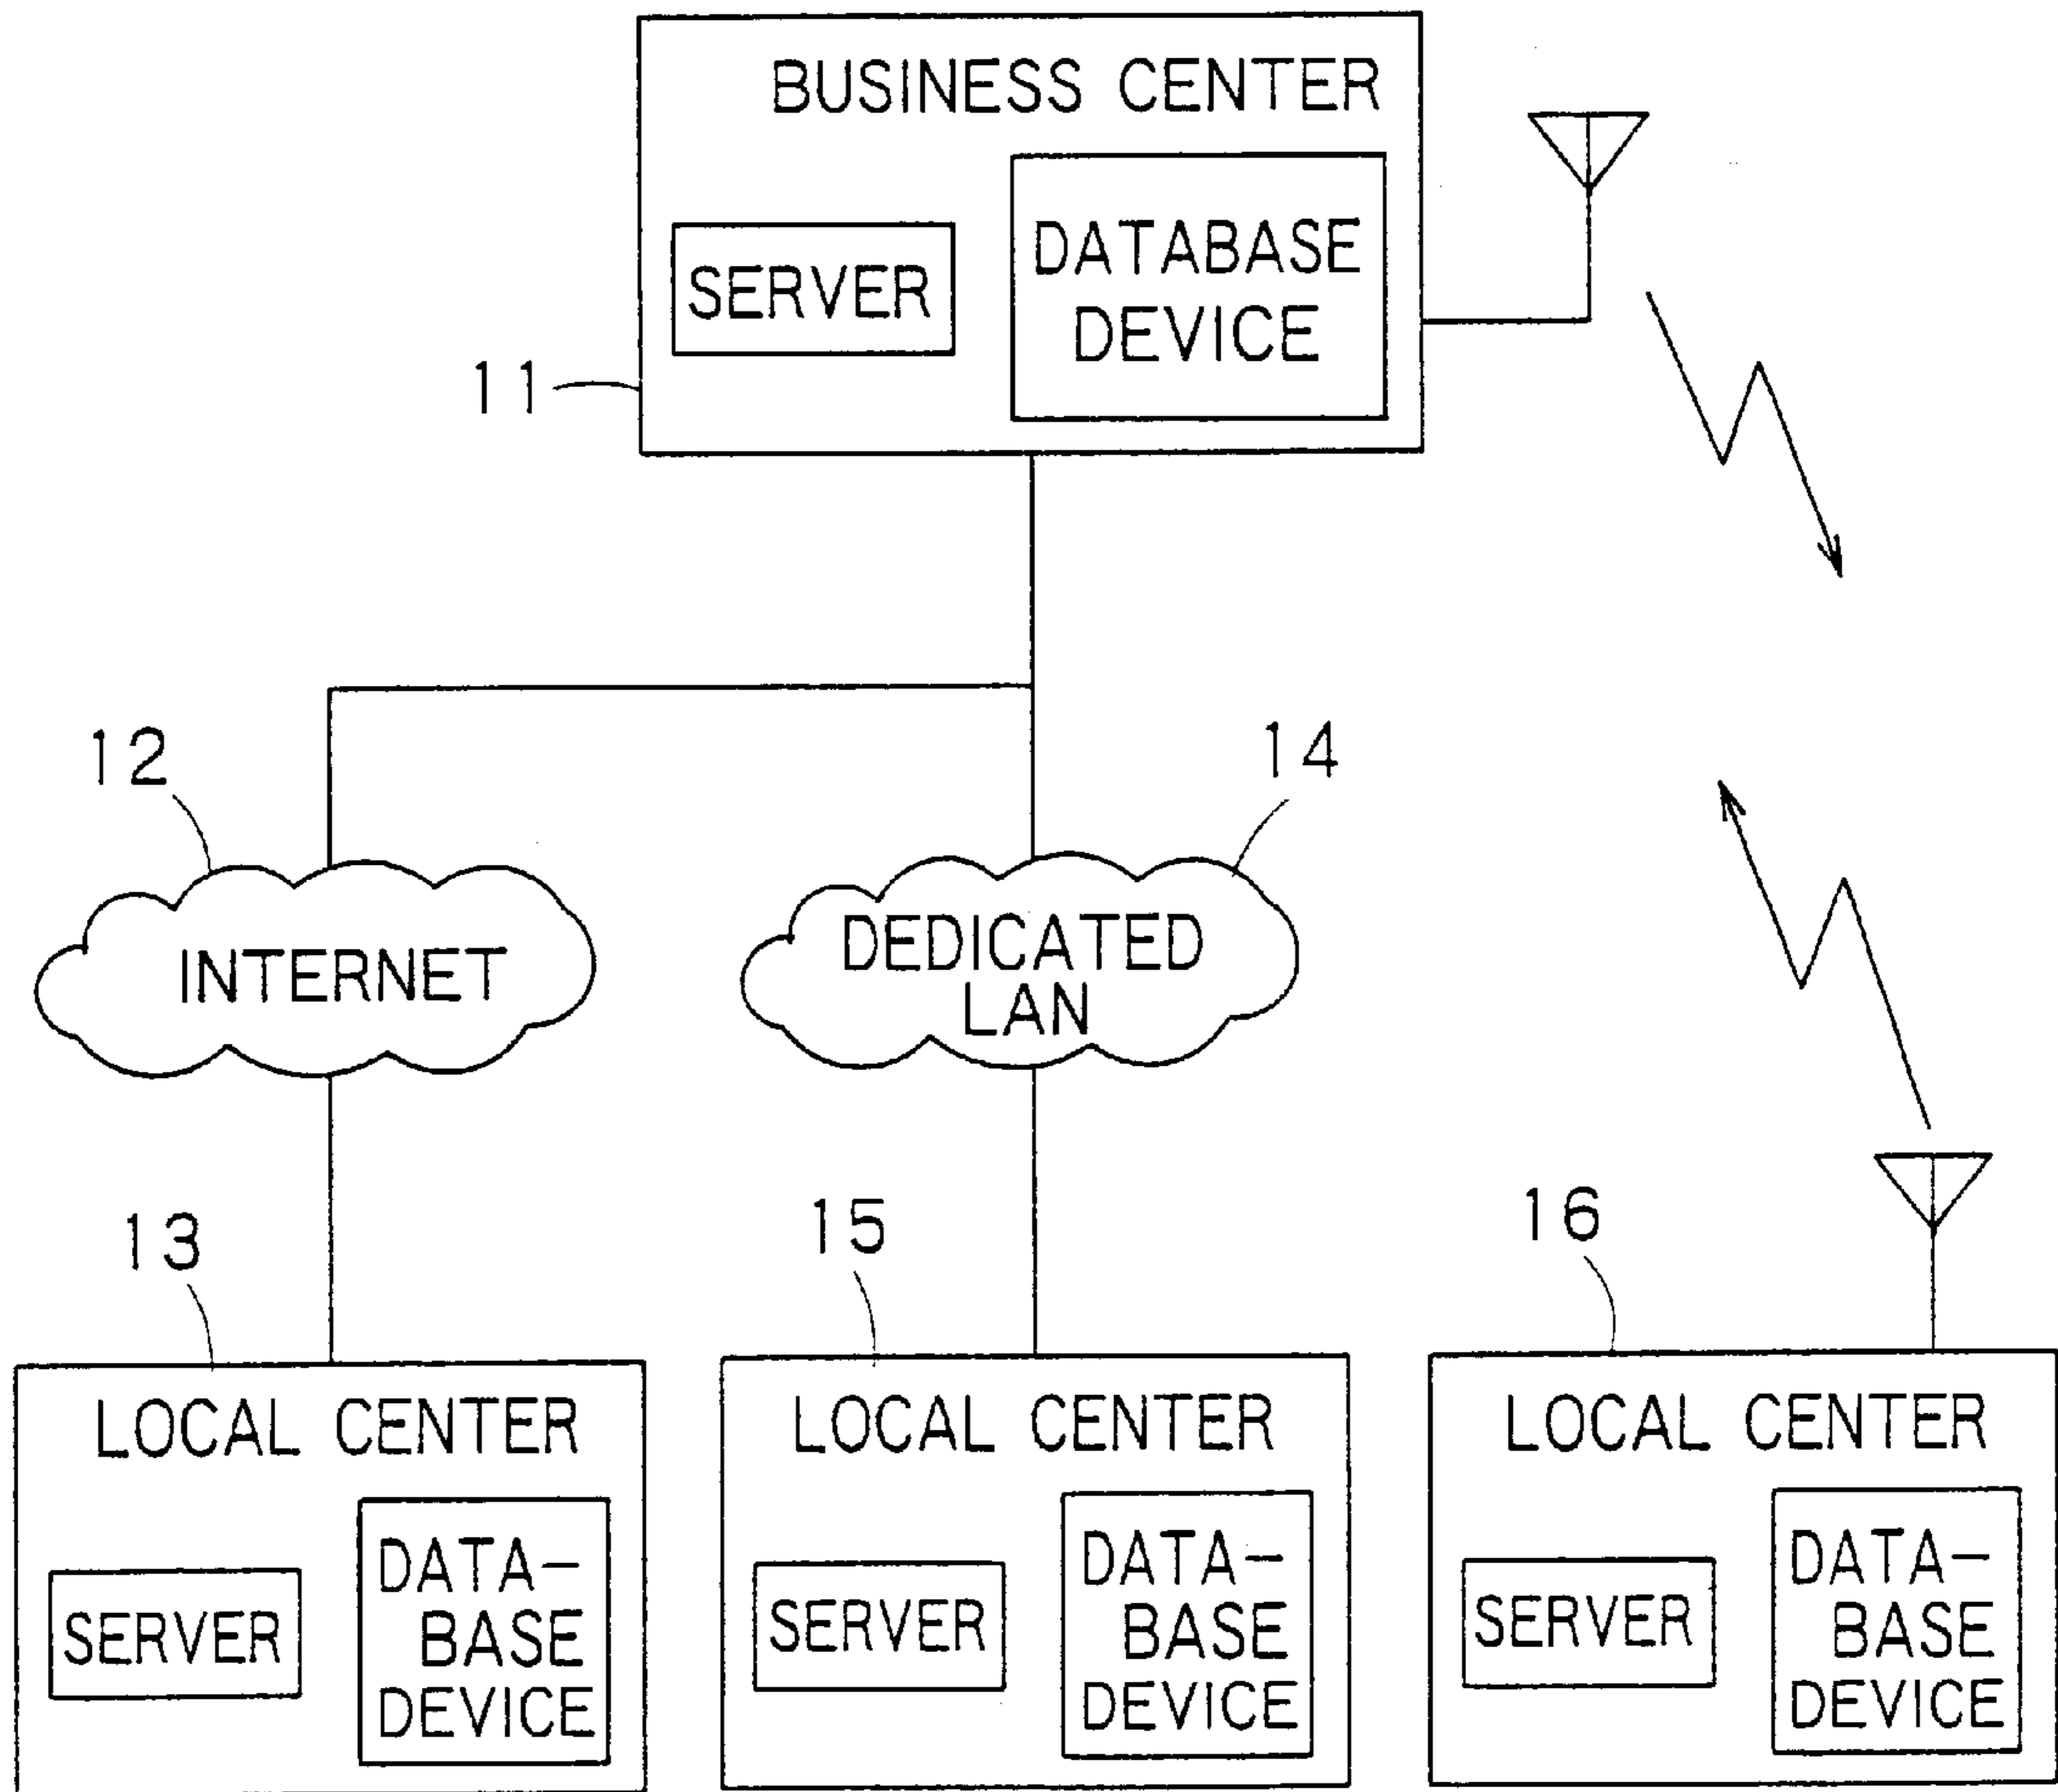 BUSINESS CENTER
SERVER
DATABASE
DEVICE
11
12
14
INTERNET
DEDICATED
LAN
13
15
16
LOCAL CENTER
SERVER
DATA-
BASE
DEVICE
LOCAL CENTER
SERVER
DATA-
BASE
DEVICE
LOCAL CENTER
SERVER
DATA-
BASE
DEVICE